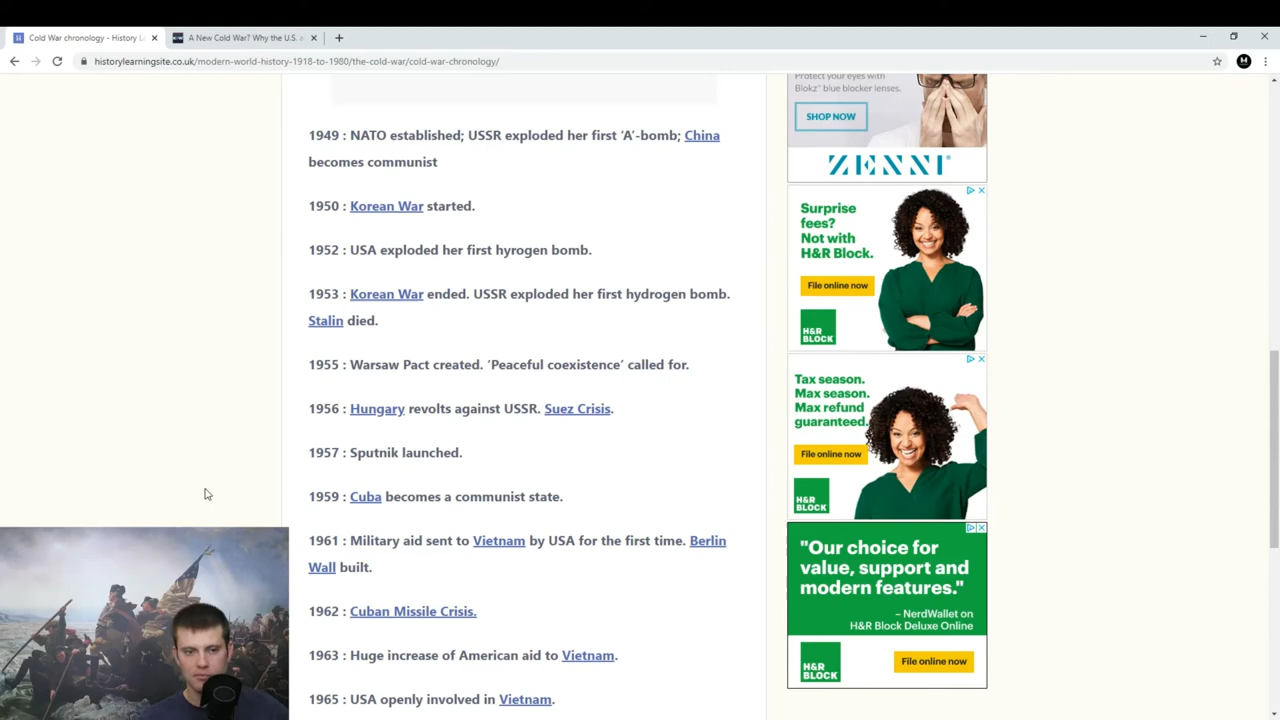 Cold War chronology - History Le
A New Cold War? Why the U.S. a
historylearningsite.co.uk/modern-world-history-1918-to-1980/the-cold-war/cold-war-chronology/
1949 : NATO established; USSR exploded her first ‘A’-bomb; China
becomes communist
1950 : Korean War started.
1952 : USA exploded her first hyrogen bomb.
1953 : Korean War ended. USSR exploded her first hydrogen bomb.
Stalin died.
1955 : Warsaw Pact created. ‘Peaceful coexistence’ called for.
1956 : Hungary revolts against USSR. Suez Crisis.
1957 : Sputnik launched.
1959 : Cuba becomes a communist state.
1961 : Military aid sent to Vietnam by USA for the first time. Berlin
Wall built.
1962 : Cuban Missile Crisis.
1963 : Huge increase of American aid to Vietnam.
1965 : USA openly involved in Vietnam.
Protect your eyes with
Blokz™ blue blocker lenses.
SHOP NOW
ZENNI®
Surprise
fees?
Not with
H&R Block.
File online now
H&R
BLOCK
Tax season.
Max season.
Max refund
guaranteed.
File online now
H&R
BLOCK
"Our choice for
value, support and
modern features."
– NerdWallet on
H&R Block Deluxe Online
H&R
BLOCK
File online now